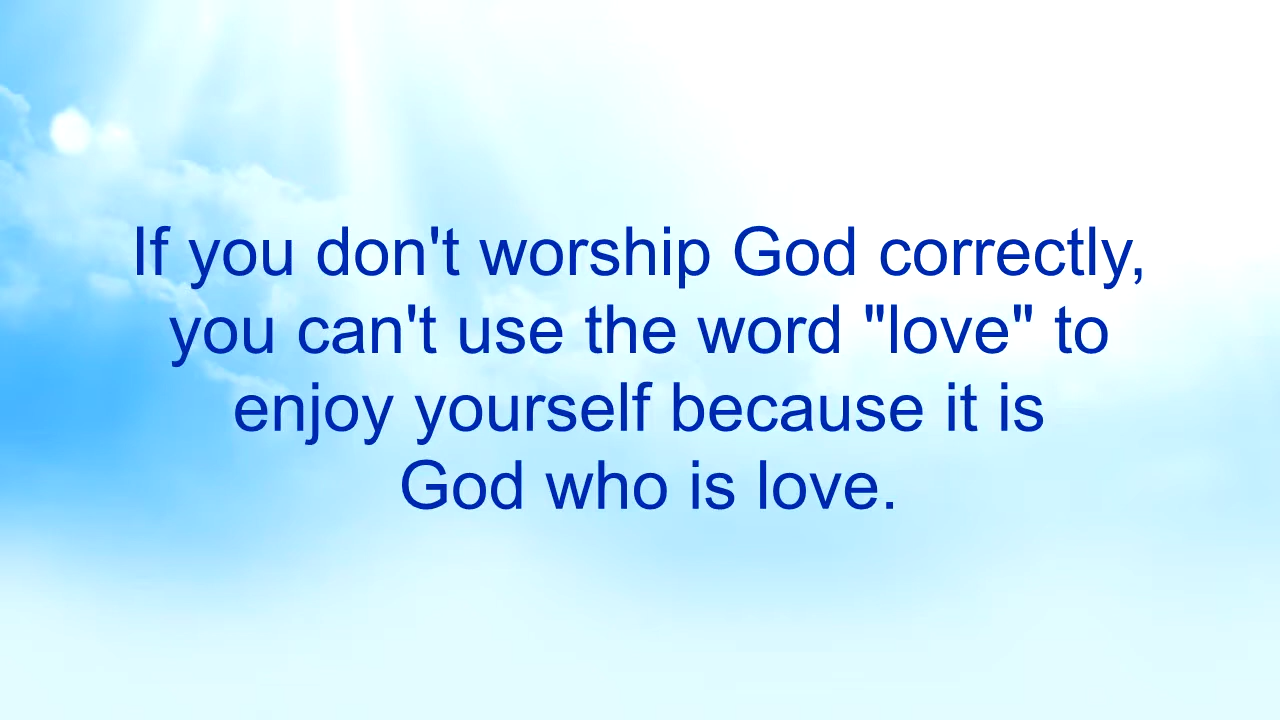 If you don't worship God correctly,
you can't use the word "love" to
enjoy yourself because it is
God who is love.